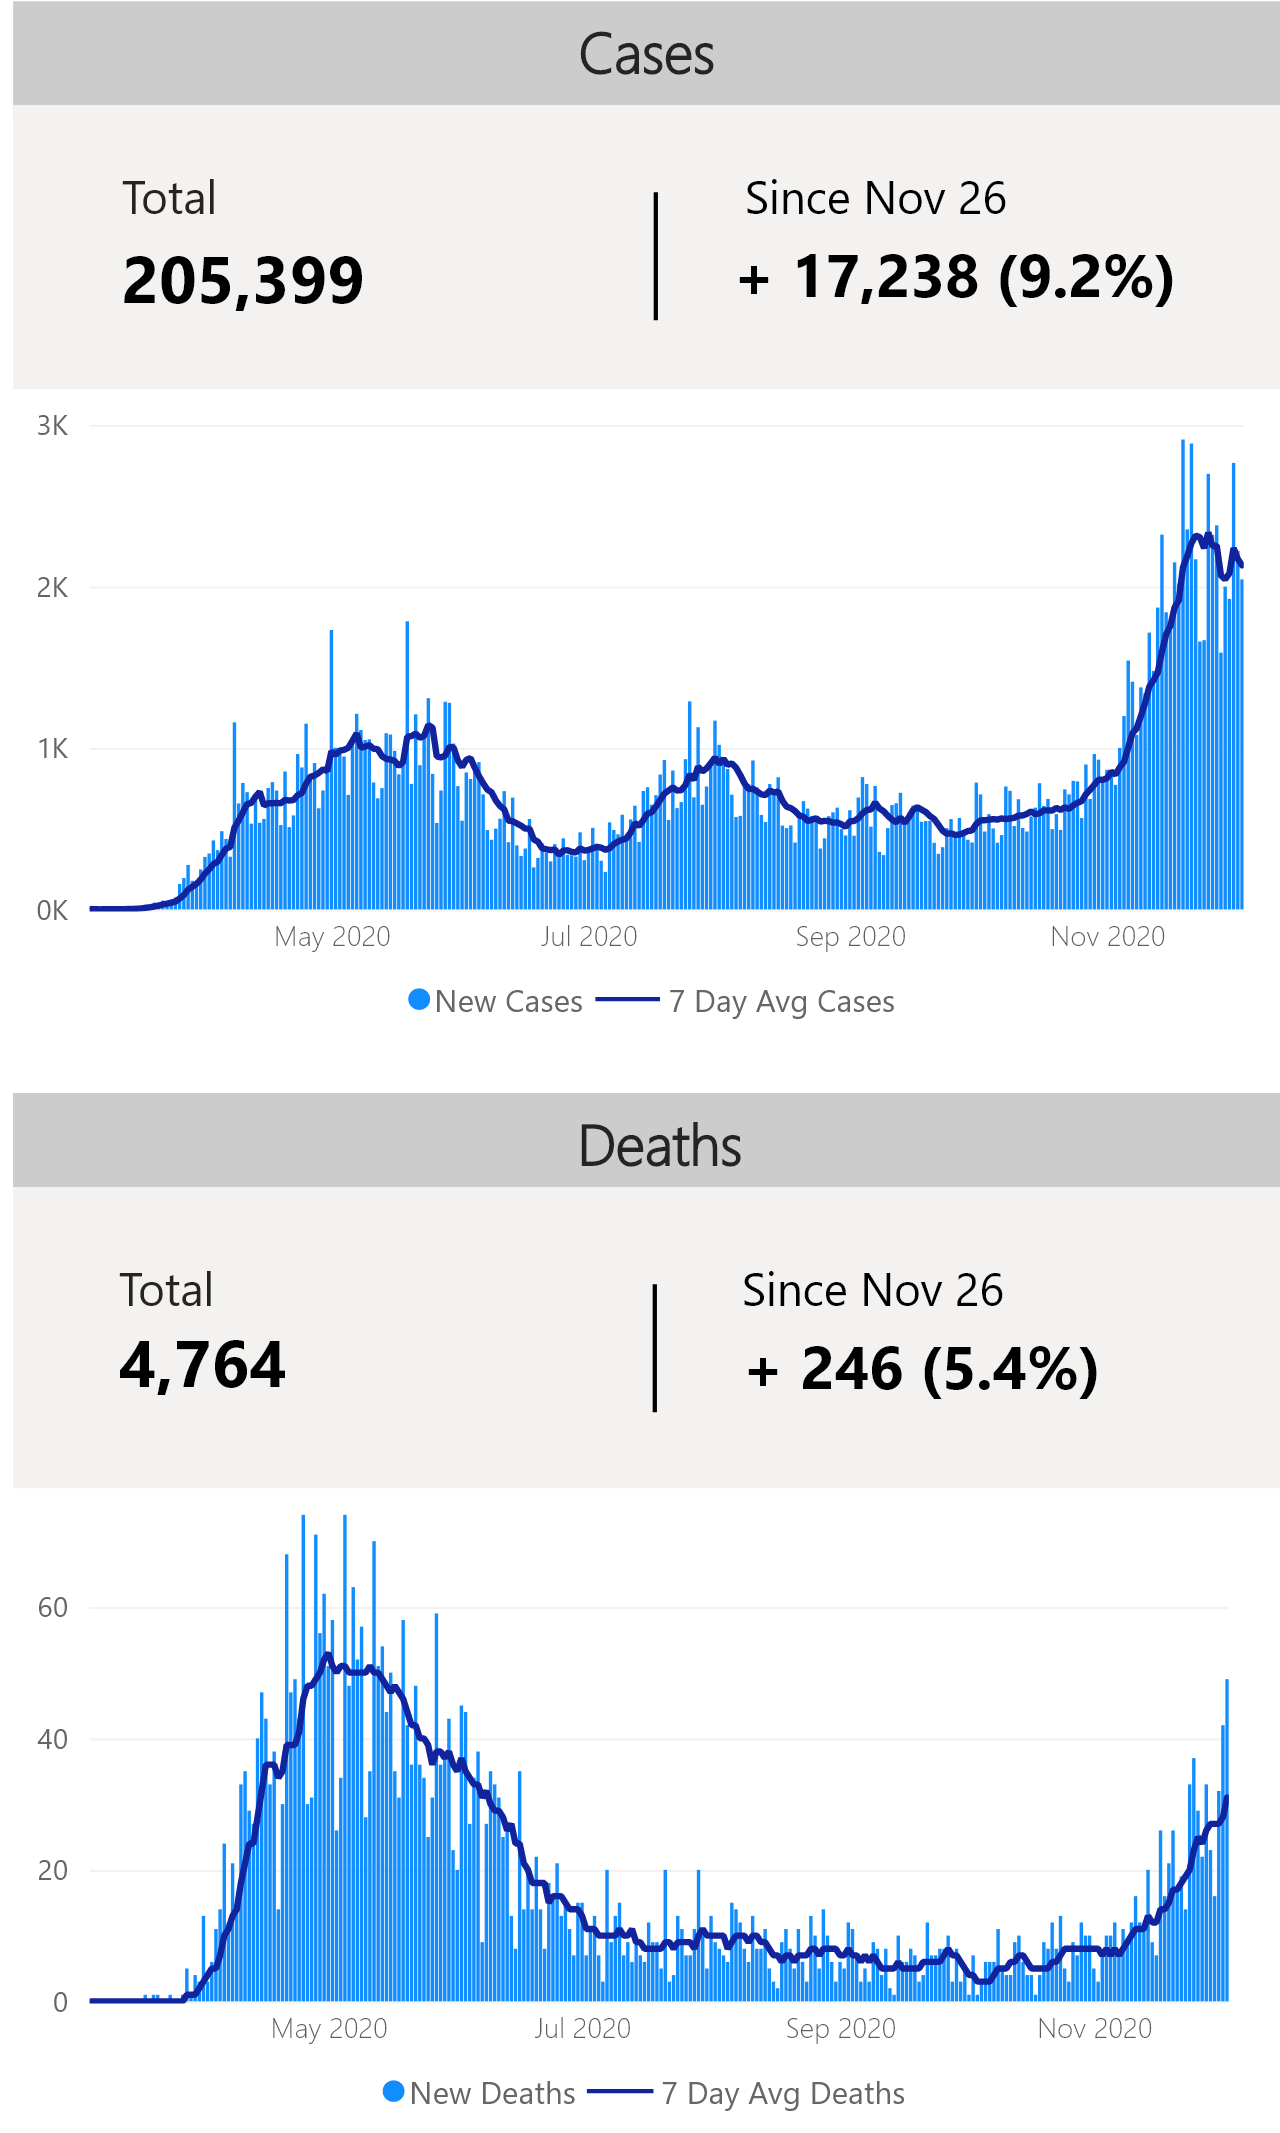 Cases
Total
Since Nov 26
205,399
+ 17,238 (9.2%)
3K
2K
1K
0K
May 2020
Jul 2020
Sep 2020
Nov 2020
New Cases
7 Day Avg Cases
Deaths
Total
Since Nov 26
4,764
+ 246 (5.4%)
60
40
20
0
May 2020
Jul 2020
Sep 2020
Nov 2020
New Deaths
7 Day Avg Deaths